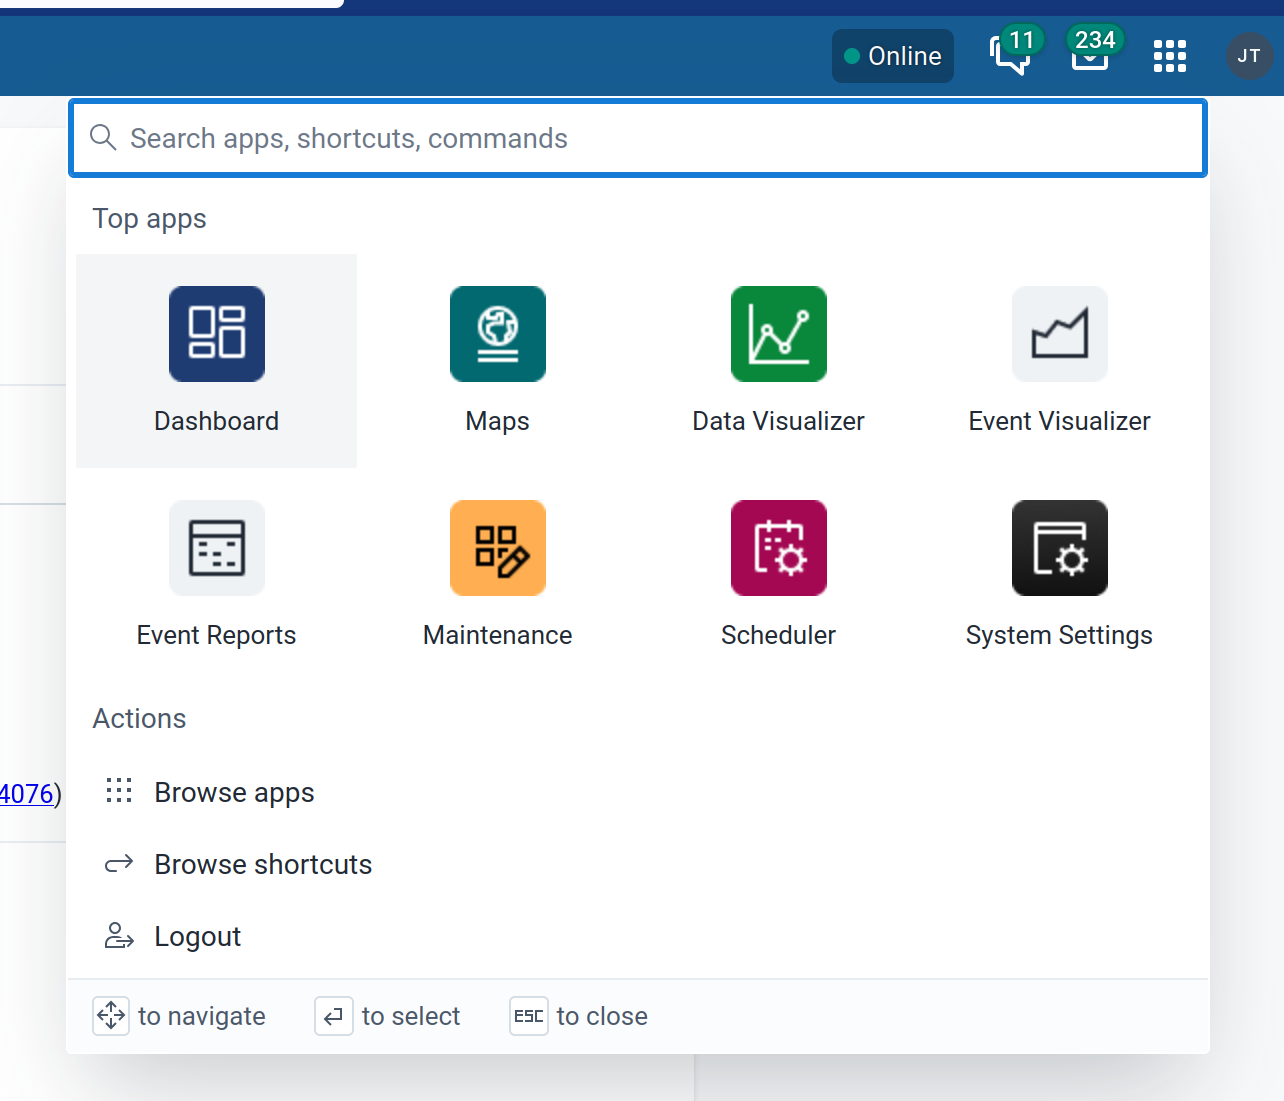 Online
11
234
JT
Search apps, shortcuts, commands
Top apps
Dashboard
Maps
Data Visualizer
Event Visualizer
Event Reports
Maintenance
Scheduler
System Settings
Actions
Browse apps
4076)
Browse shortcuts
Logout
to navigate
to select
ESC to close